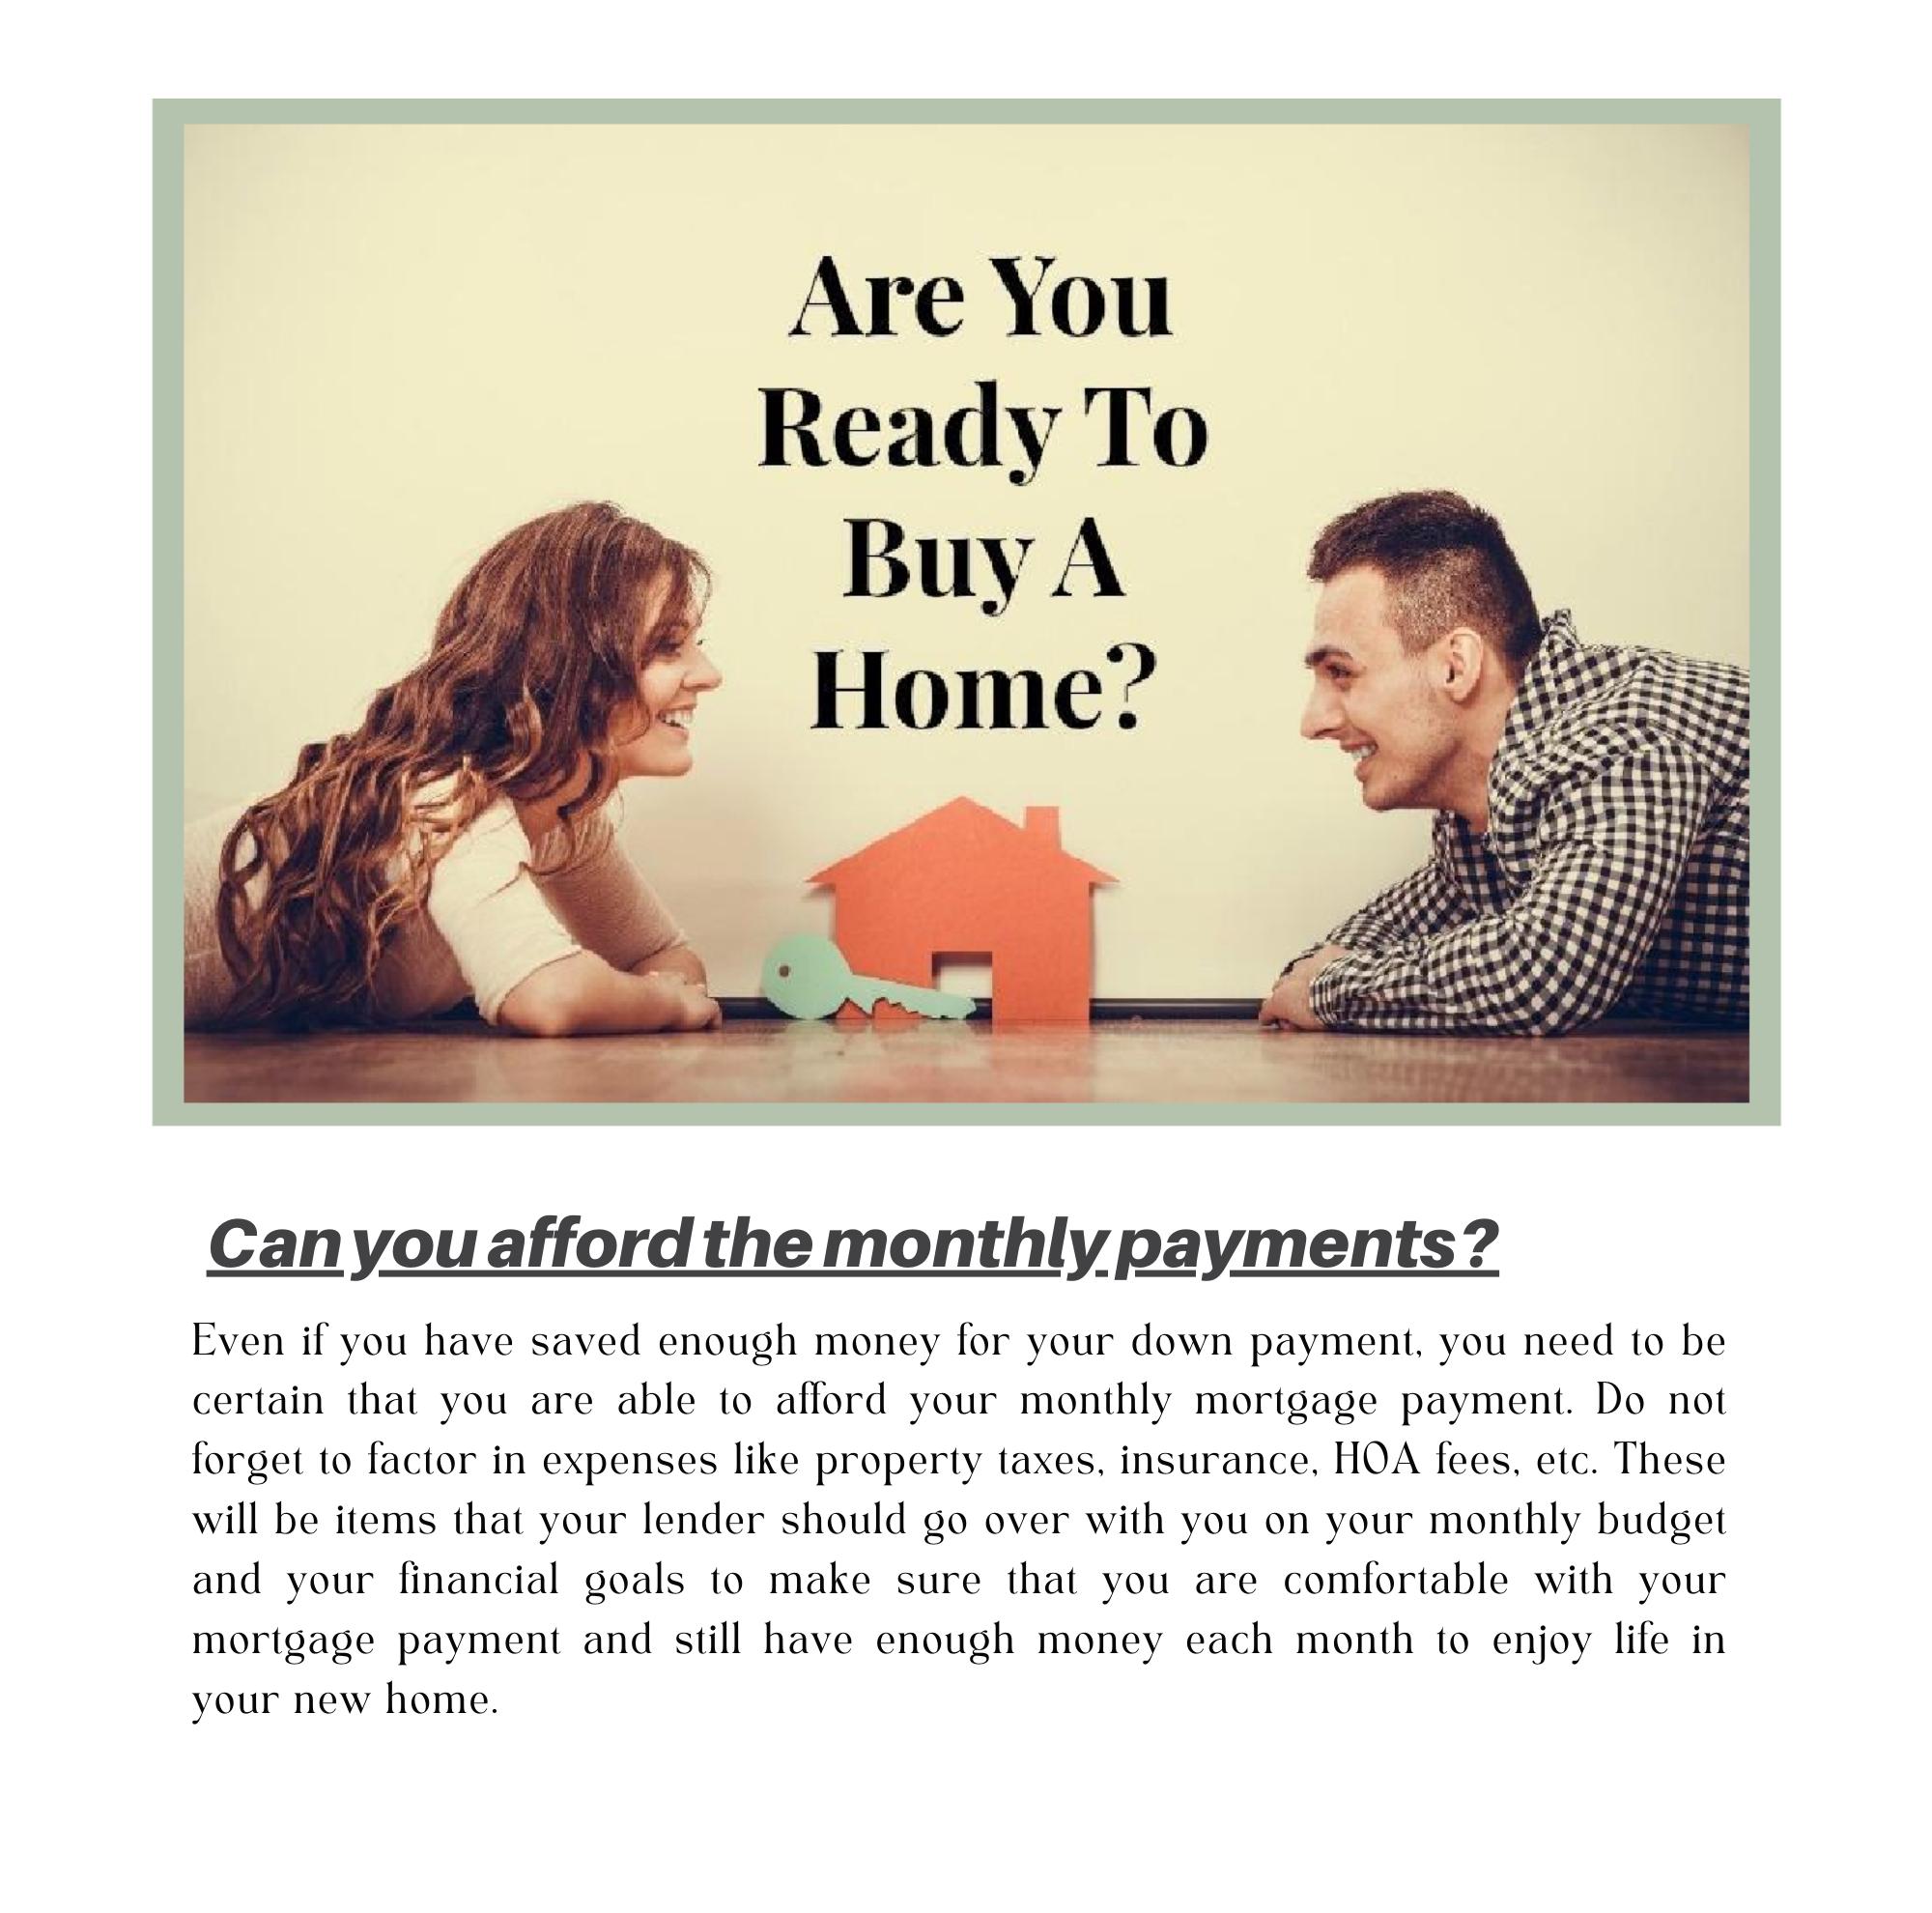 Are You
Ready To
Buy A
Home?
Can you afford the monthly payments?
Even if you have saved enough money for your down payment, you need to be
certain that you are able to afford your monthly mortgage payment. Do not
forget to factor in expenses like property taxes, insurance, HOA fees, etc. These
will be items that your lender should go over with you on your monthly budget
and your financial goals to make sure that you are comfortable with your
mortgage payment and still have enough money each month to enjoy life in
your new home.